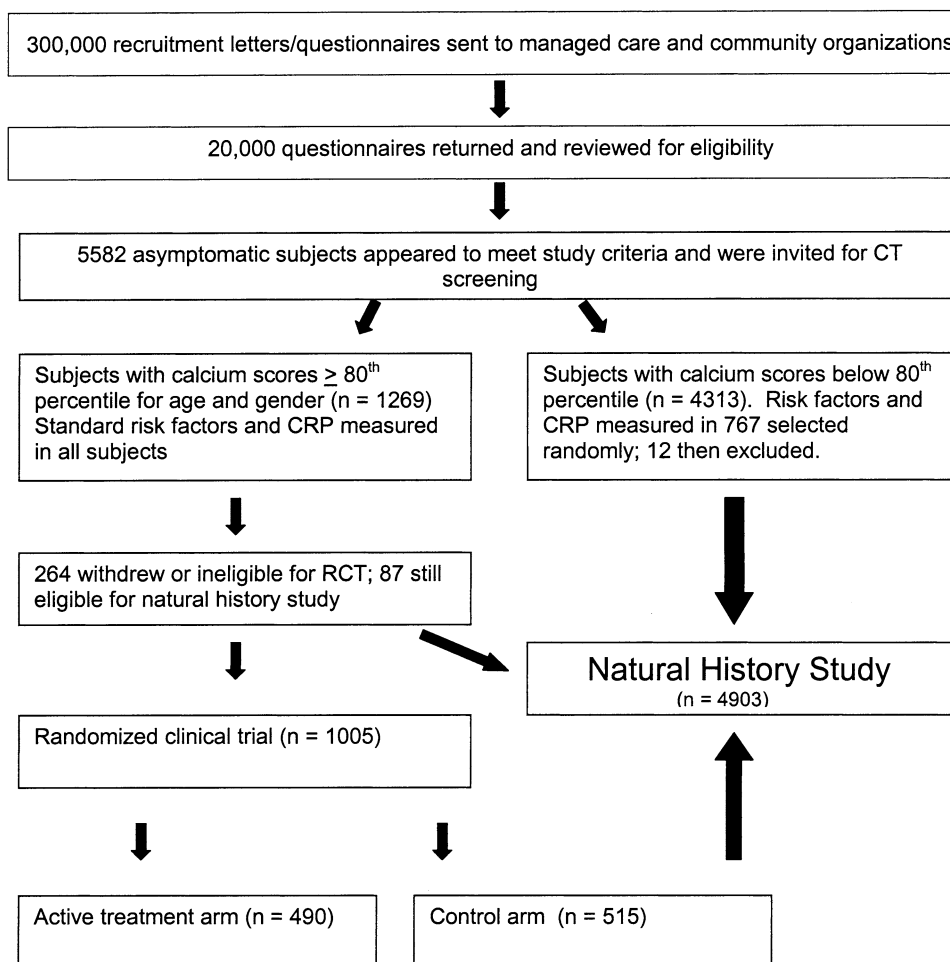 300,000 recruitment letters/questionnaires sent to managed care and community organizations
20,000 questionnaires returned and reviewed for eligibility
5582 asymptomatic subjects appeared to meet study criteria and were invited for CT
screening
Subjects with calcium scores ≥ 80th
percentile for age and gender (n = 1269)
Standard risk factors and CRP measured
in all subjects
Subjects with calcium scores below 80th
percentile (n = 4313). Risk factors and
CRP measured in 767 selected
randomly; 12 then excluded.
264 withdrew or ineligible for RCT; 87 still
eligible for natural history study
Natural History Study
(n = 4903)
Randomized clinical trial (n = 1005)
Active treatment arm (n = 490)
Control arm (n = 515)